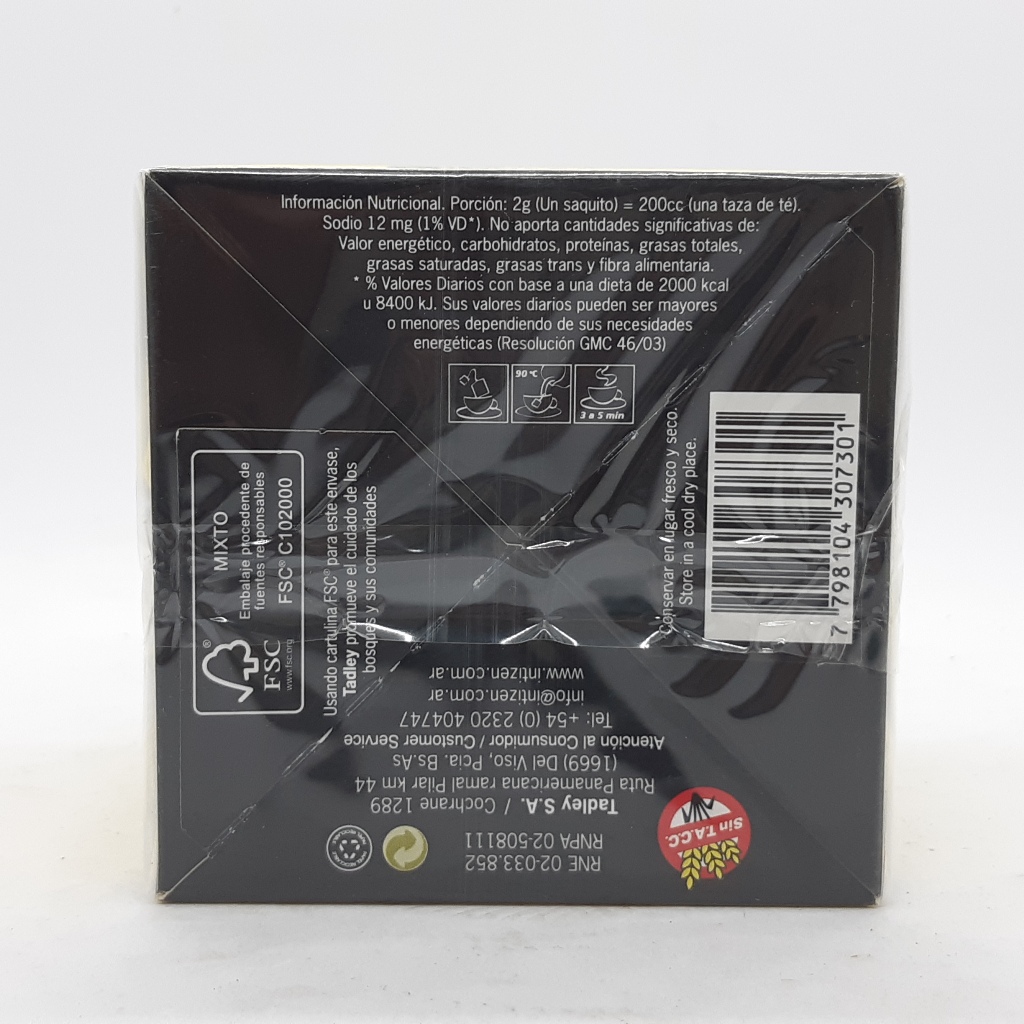 Información Nutricional. Porción: 2g (Un saquito) = 200cc (una taza de té).
Sodio 12 mg (1% VD*). No aporta cantidades significativas de:
Valor energético, carbohidratos, proteínas, grasas totales,
grasas saturadas, grasas trans y fibra alimentaria.
* % Valores Diarios con base a una dieta de 2000 kcal
u 8400 kJ. Sus valores diarios pueden ser mayores
o menores dependiendo de sus necesidades
energéticas (Resolución GMC 46/03)
90 °C
3 a 5 min
MIXTO
Embalaje procedente de
fuentes responsables
FSC® C102000
®
FSC
www.fsc.org
Usando cartulina FSC® para este envase,
Tadley promueve el cuidado de los
bosques y sus comunidades
Conservar en lugar fresco y seco.
Store in a cool dry place.
7 798104 307301
RNE 02-033.852
RNPA 02-508111
Tadley S.A. / Cochrane 1289
Ruta Panamericana ramal Pilar km 44
(1669) Del Viso, Pcia. Bs.As
Atención al Consumidor / Customer Service
Tel: +54 (0) 2320 404747
info@intizen.com.ar
www.intizen.com.ar
Sin T.A.C.C.